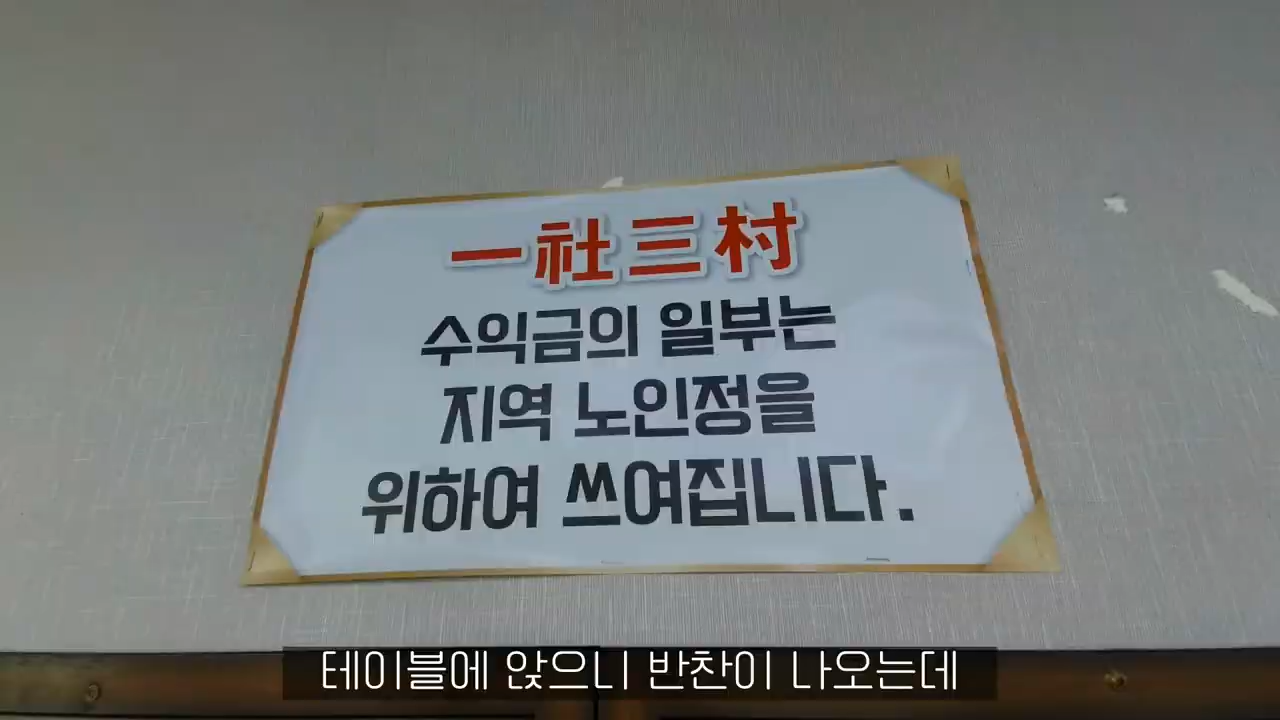 一社三村
수익금의 일부는
지역 노인정을
위하여 쓰여집니다.
테이블에 앉으니 반찬이 나오는데